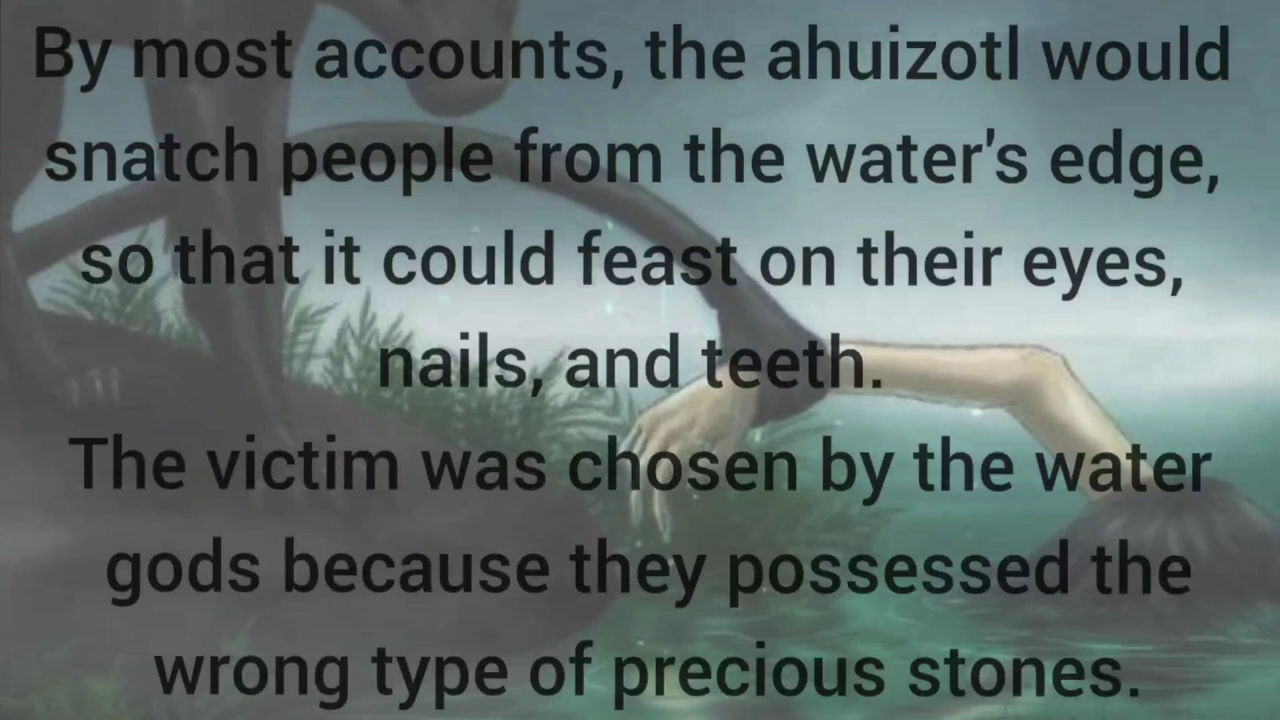 By most accounts, the ahuizotl would
snatch people from the water's edge,
so that it could feast on their eyes,
nails, and teeth.
The victim was chosen by the water
gods because they possessed the
wrong type of precious stones.